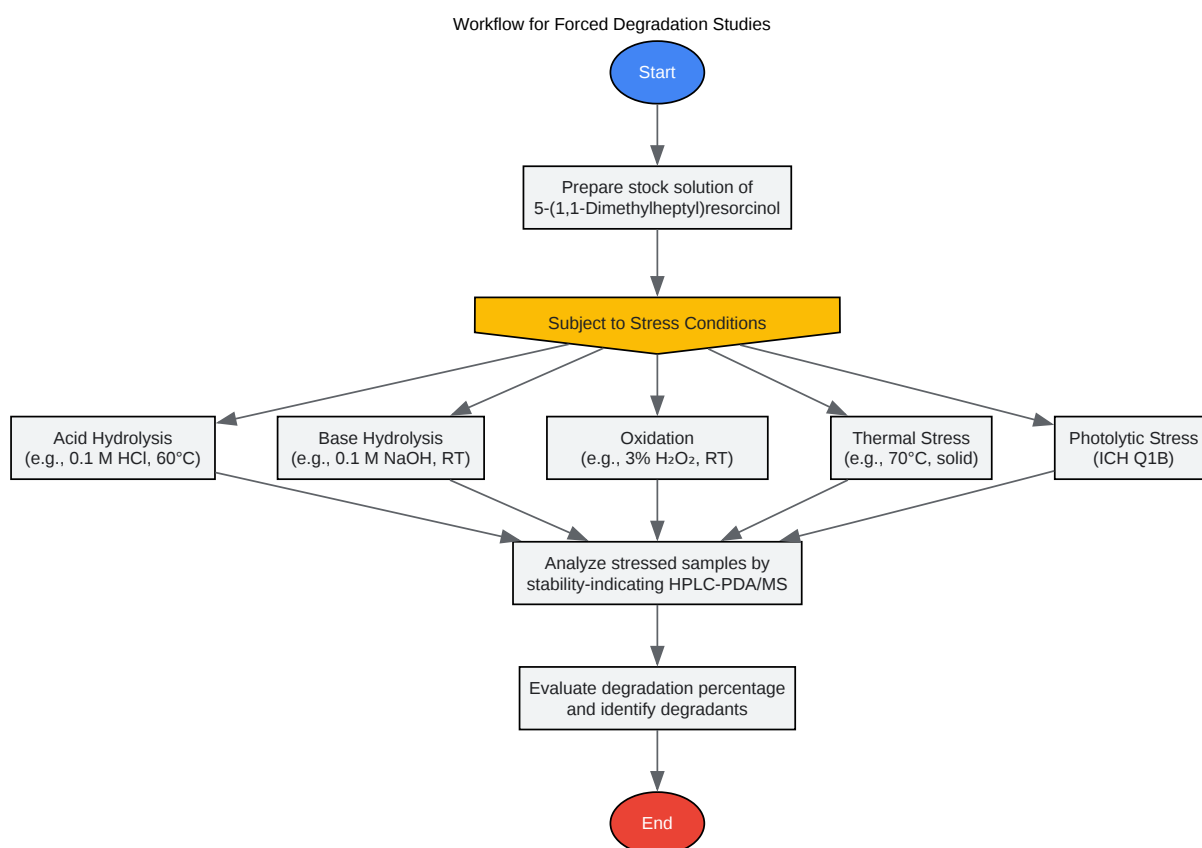 Workflow for Forced Degradation Studies
Start
Prepare stock solution of
5-(1,1-Dimethylheptyl)resorcinol
Subject to Stress Conditions
Acid Hydrolysis
(e.g., 0.1 M HCl, 60°C)
Base Hydrolysis
(e.g., 0.1 M NaOH, RT)
Oxidation
(e.g., 3% H₂O₂, RT)
Thermal Stress
(e.g., 70°C, solid)
Photolytic Stress
(ICH Q1B)
Analyze stressed samples by
stability-indicating HPLC-PDA/MS
Evaluate degradation percentage
and identify degradants
End